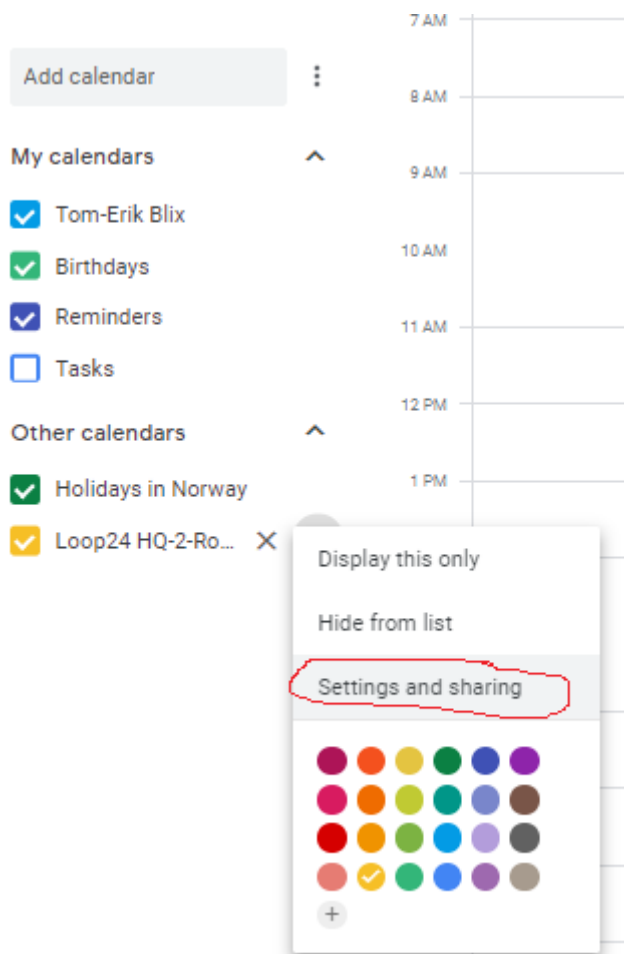 7 AM
Add calendar
8 AM
My calendars
9 AM
Tom-Erik Blix
10 AM
Birthdays
Reminders
11 AM
Tasks
12 PM
Other calendars
Holidays in Norway
1 PM
Loop24 HQ-2-Ro...
Display this only
Hide from list
Settings and sharing